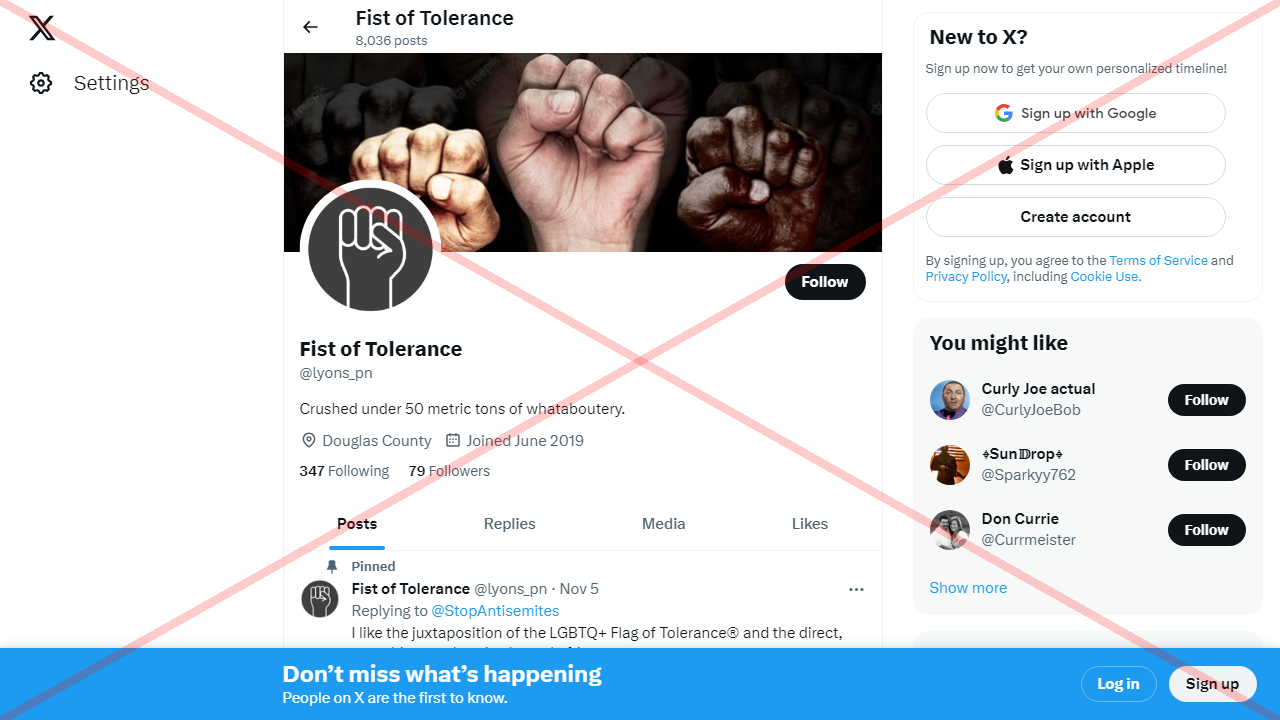 Settings
Fist of Tolerance
8,036 posts
Follow
Fist of Tolerance
@lyons_pn
Crushed under 50 metric tons of whataboutery.
Douglas County Joined June 2019
347 Following 79 Followers
Posts Replies Media Likes
Pinned
Fist of Tolerance @lyons_pn · Nov 5
Replying to @StopAntisemites
I like the juxtaposition of the LGBTQ+ Flag of Tolerance® and the direct,
New to X?
Sign up now to get your own personalized timeline!
Sign up with Google
Sign up with Apple
Create account
By signing up, you agree to the Terms of Service and
Privacy Policy, including Cookie Use.
You might like
Curly Joe actual
@CurlyJoeBob
Follow
⌖Sun𝔻rop⌖
@Sparkyy762
Follow
Don Currie
@Currmeister
Follow
Show more
Don’t miss what’s happening
People on X are the first to know.
Log in
Sign up